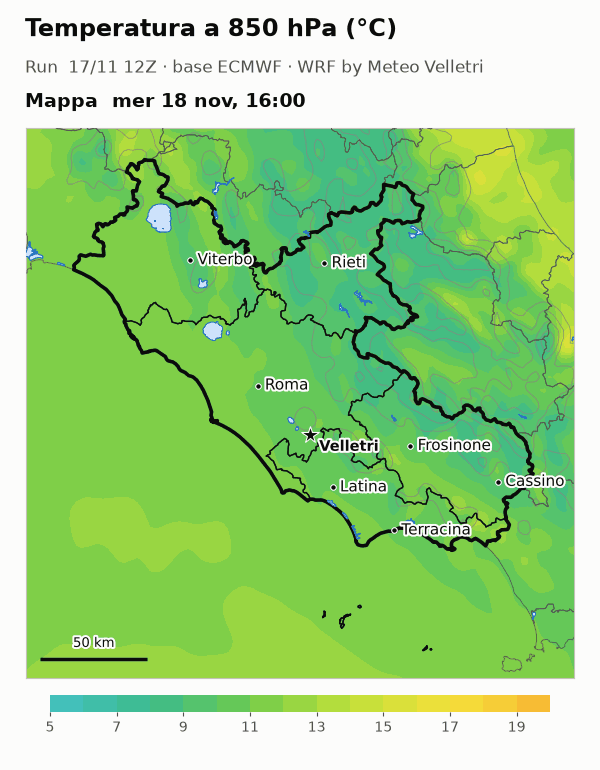 Temperatura a 850 hPa (°C)
Run  17/11 12Z · base ECMWF · WRF by Meteo Velletri
Mappa  mer 18 nov, 16:00
Viterbo
Rieti
Roma
Velletri
Frosinone
Latina
Cassino
Terracina
50 km
5 7 9 11 13 15 17 19